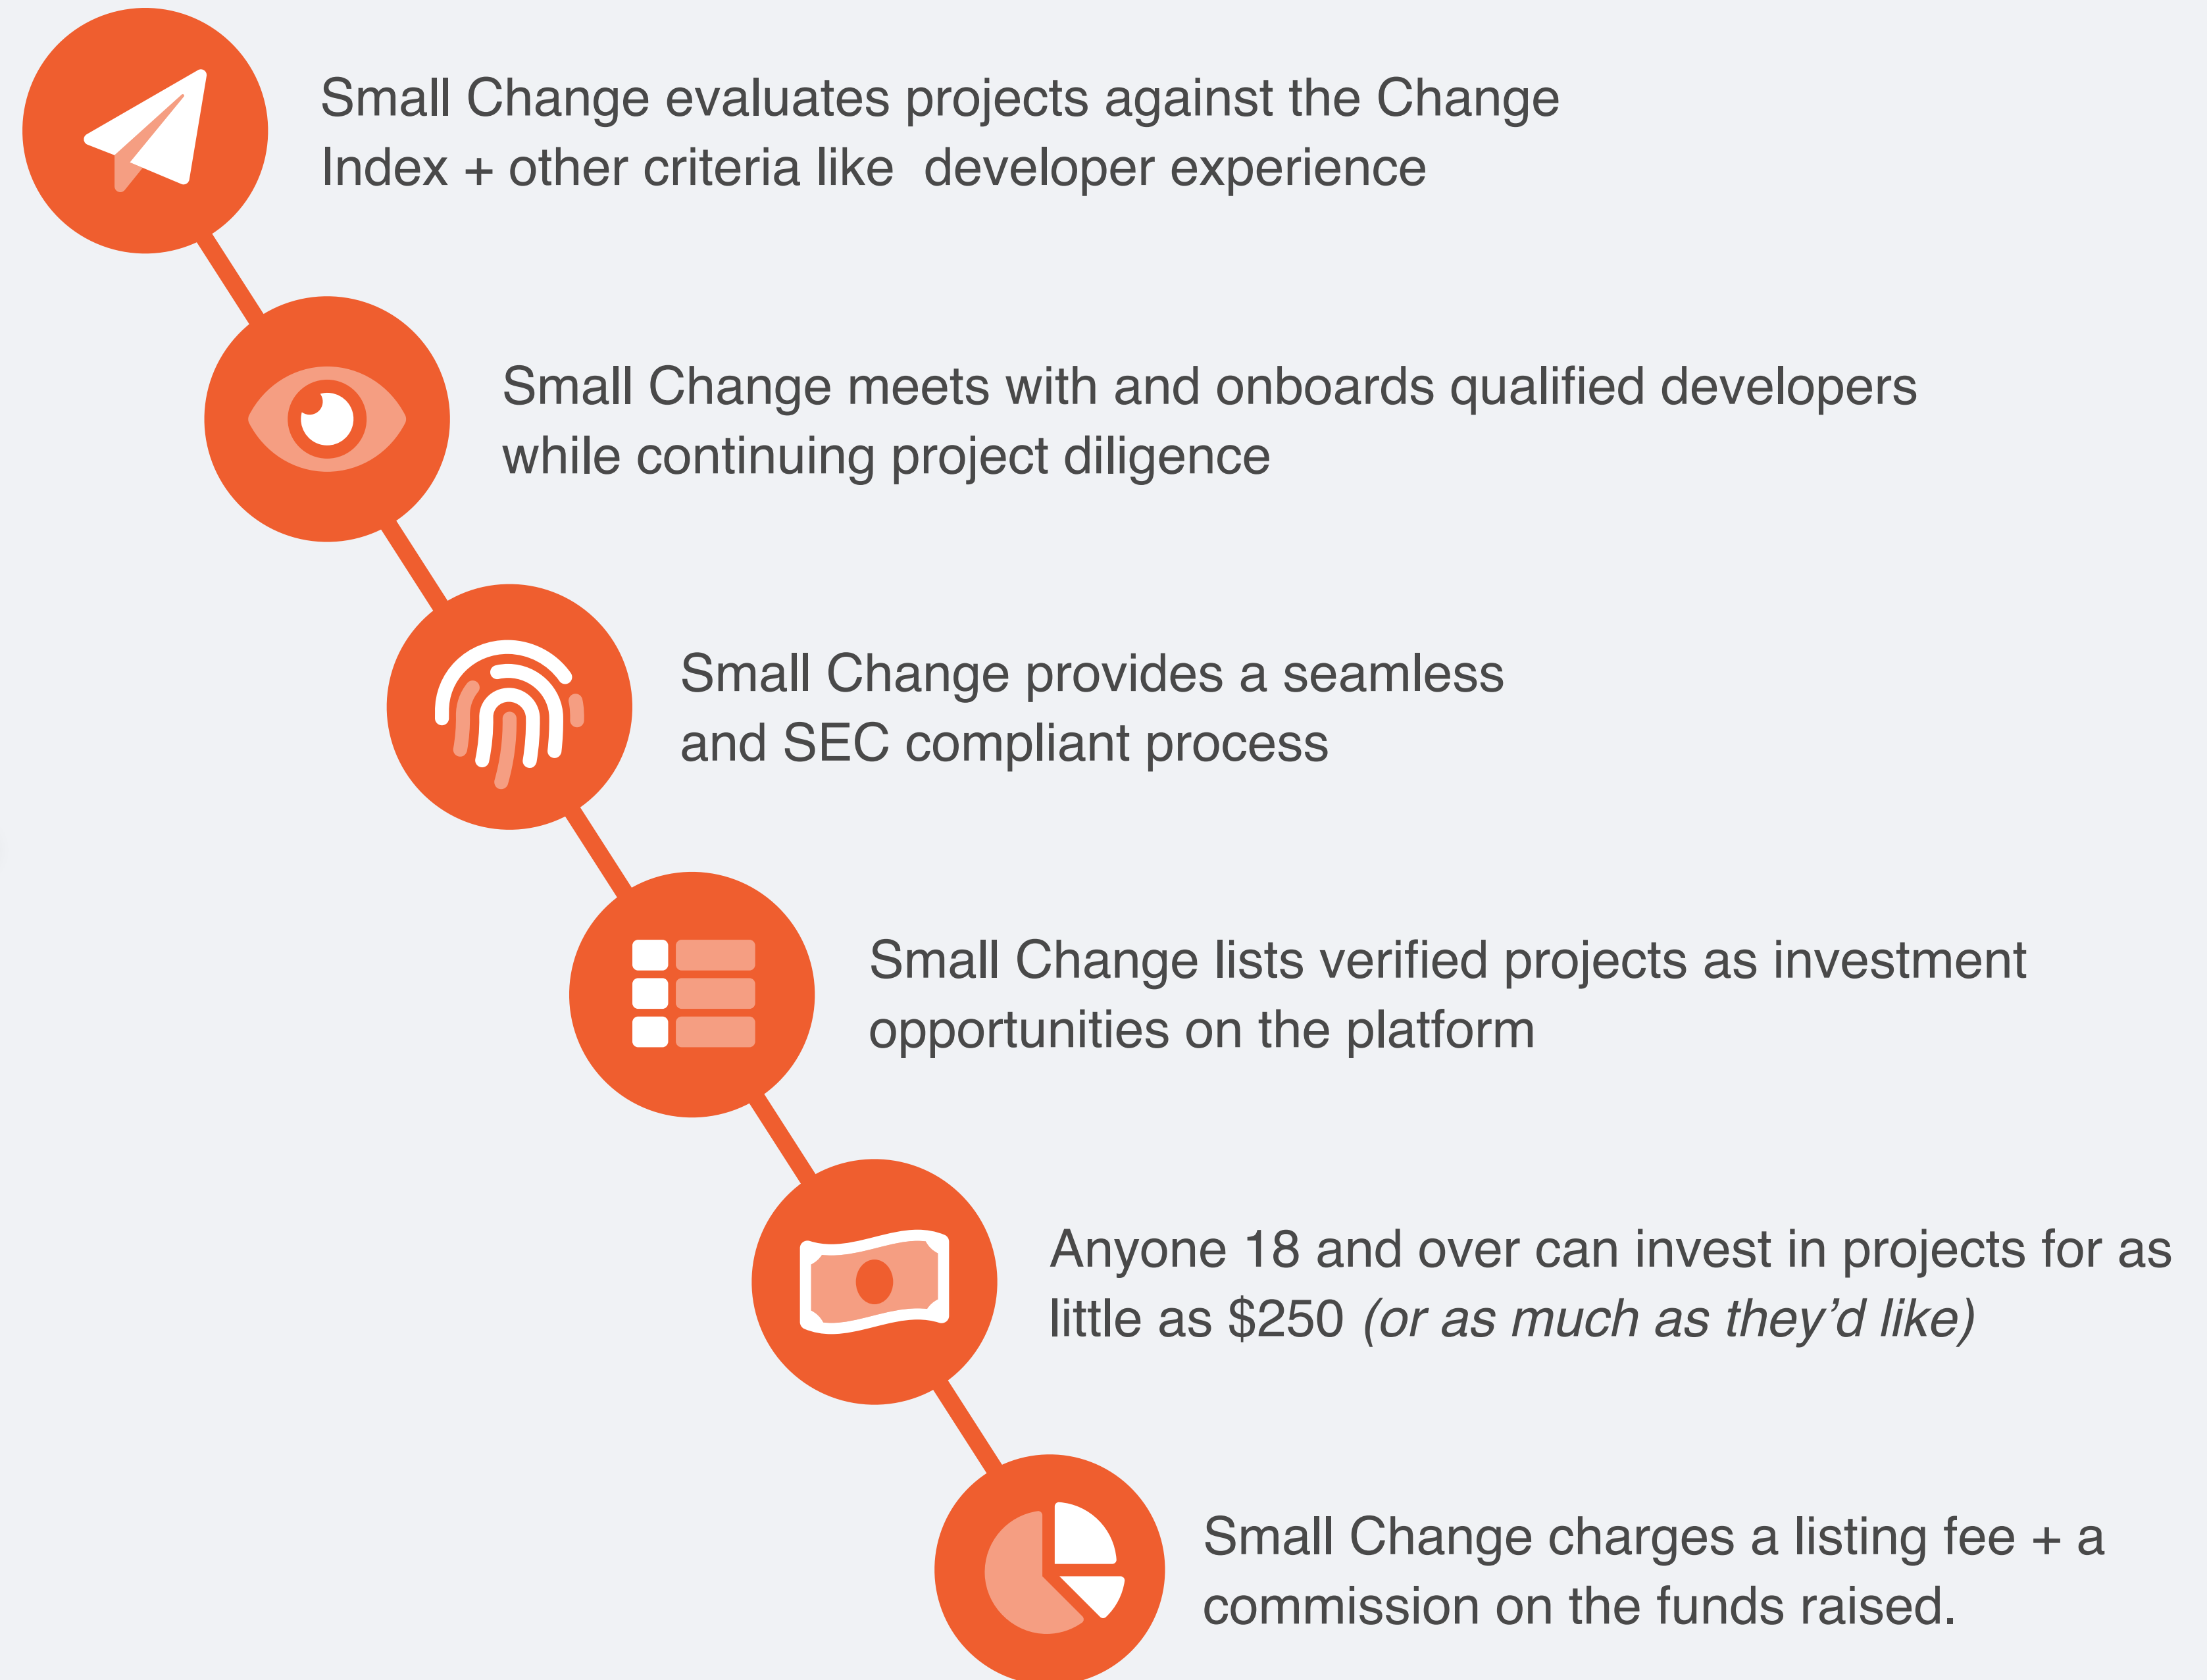 Small Change evaluates projects against the Change
Index + other criteria like  developer experience
Small Change meets with and onboards qualified developers
while continuing project diligence
Small Change provides a seamless
and SEC compliant process
Small Change lists verified projects as investment
opportunities on the platform
Anyone 18 and over can invest in projects for as
little as $250 (or as much as they’d like)
Small Change charges a listing fee + a
commission on the funds raised.